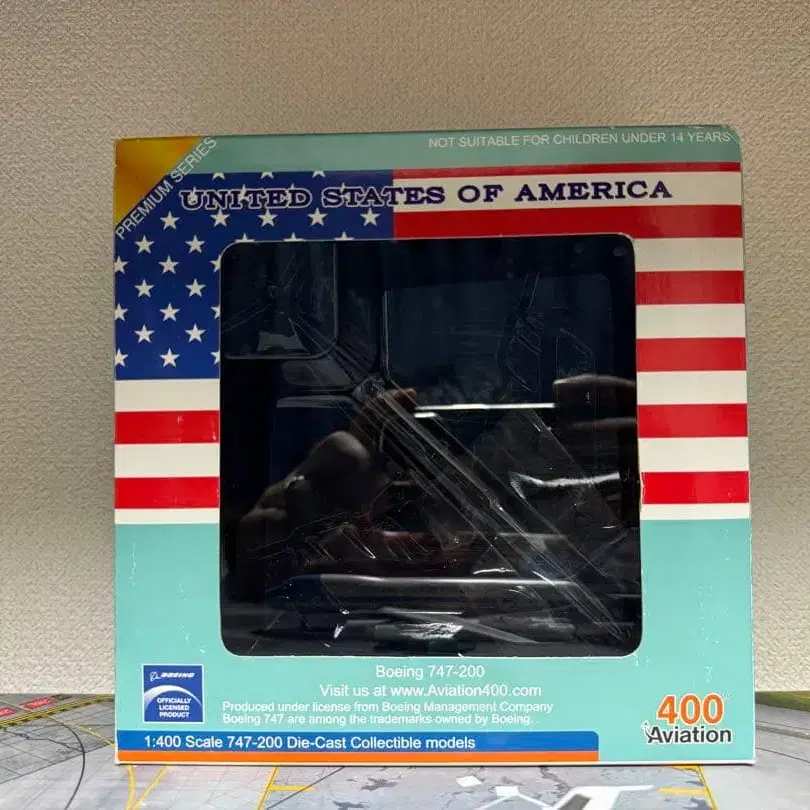 NOT SUITABLE FOR CHILDREN UNDER 14 YEARS
PREMIUM SERIES
UNITED STATES OF AMERICA
Boeing 747-200
Visit us at www.Aviation400.com
Produced under license from Boeing Management Company
Boeing 747 are among the trademarks owned by Boeing.
BOEING
OFFICIALLY
LICENSED
PRODUCT
400
Aviation
1:400 Scale 747-200 Die-Cast Collectible models